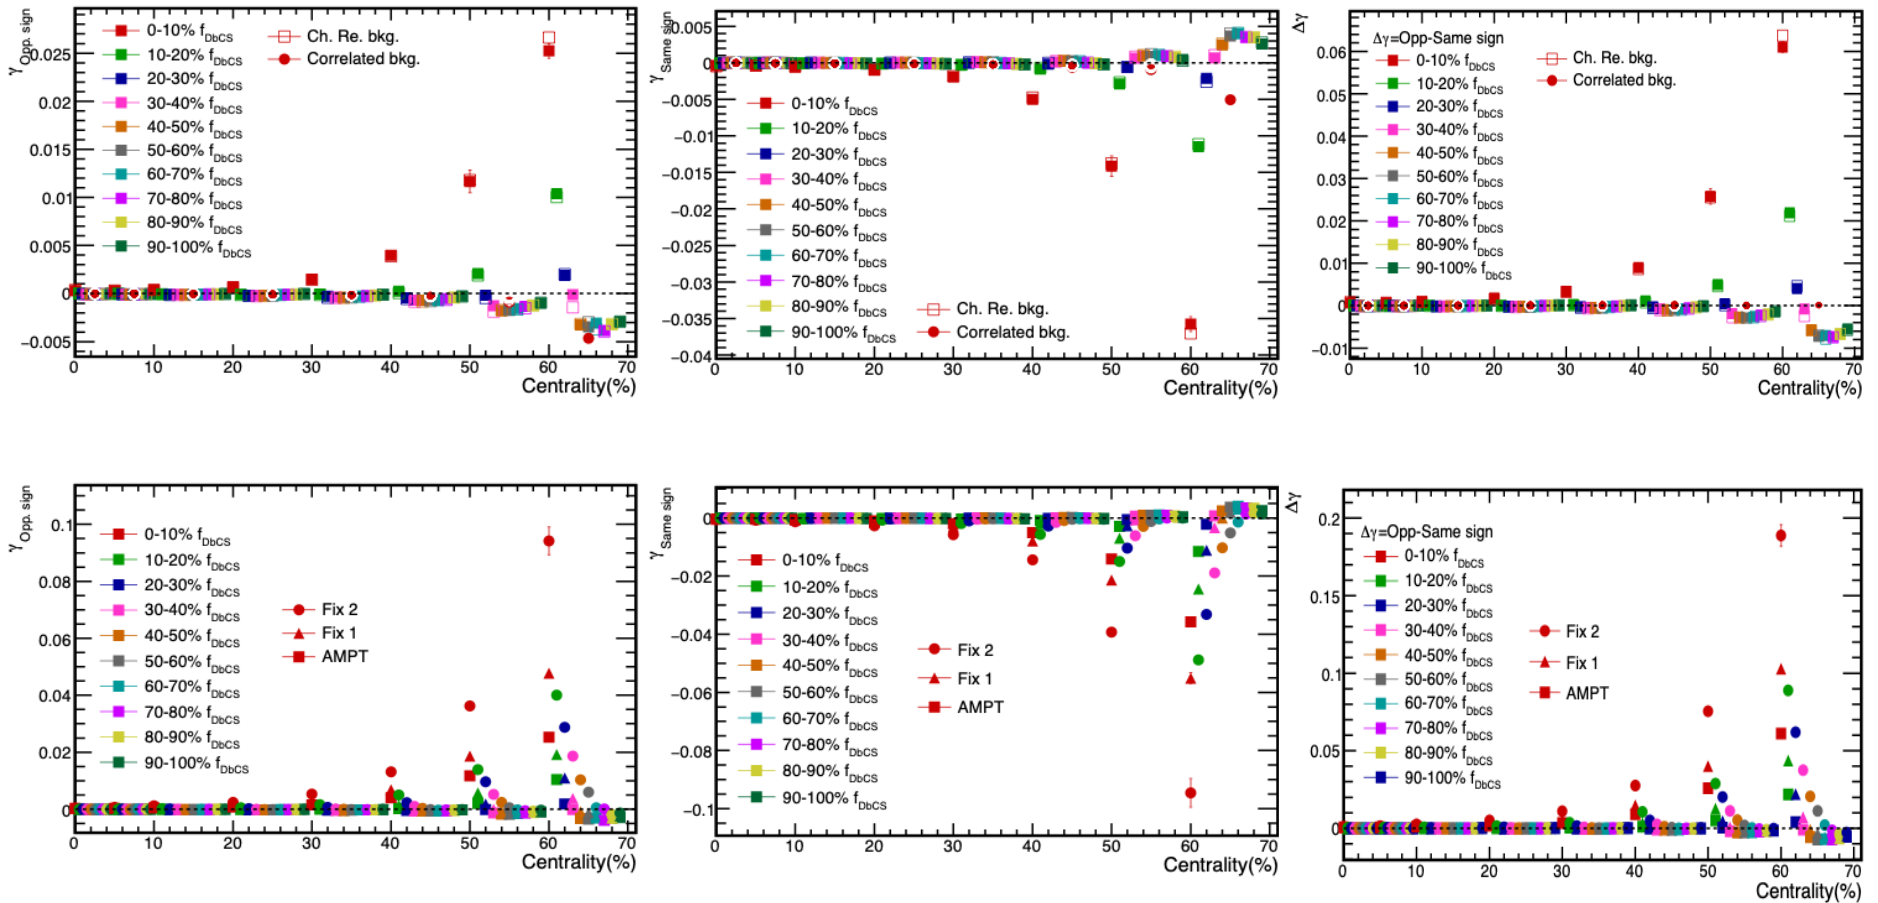 γ Opp. sign
0.025
0.02
0.015
0.01
0.005
0
−0.005
0-10% fDbCS
10-20% fDbCS
20-30% fDbCS
30-40% fDbCS
40-50% fDbCS
50-60% fDbCS
60-70% fDbCS
70-80% fDbCS
80-90% fDbCS
90-100% fDbCS
Ch. Re. bkg.
Correlated bkg.
0 10 20 30 40 50 60 70
Centrality(%)
γ Same sign
0.005
0
−0.005
−0.01
−0.015
−0.02
−0.025
−0.03
−0.035
−0.04
0-10% fDbCS
10-20% fDbCS
20-30% fDbCS
30-40% fDbCS
40-50% fDbCS
50-60% fDbCS
60-70% fDbCS
70-80% fDbCS
80-90% fDbCS
90-100% fDbCS
Ch. Re. bkg.
Correlated bkg.
0 10 20 30 40 50 60 70
Centrality(%)
Δγ
0.06
0.05
0.04
0.03
0.02
0.01
0
−0.01
Δγ=Opp-Same sign
0-10% fDbCS
10-20% fDbCS
20-30% fDbCS
30-40% fDbCS
40-50% fDbCS
50-60% fDbCS
60-70% fDbCS
70-80% fDbCS
80-90% fDbCS
90-100% fDbCS
Ch. Re. bkg.
Correlated bkg.
0 10 20 30 40 50 60 70
Centrality(%)
γ Opp. sign
0.1
0.08
0.06
0.04
0.02
0
0-10% fDbCS
10-20% fDbCS
20-30% fDbCS
30-40% fDbCS
40-50% fDbCS
50-60% fDbCS
60-70% fDbCS
70-80% fDbCS
80-90% fDbCS
90-100% fDbCS
Fix 2
Fix 1
AMPT
0 10 20 30 40 50 60 70
Centrality(%)
γ Same sign
0
−0.02
−0.04
−0.06
−0.08
−0.1
0-10% fDbCS
10-20% fDbCS
20-30% fDbCS
30-40% fDbCS
40-50% fDbCS
50-60% fDbCS
60-70% fDbCS
70-80% fDbCS
80-90% fDbCS
90-100% fDbCS
Fix 2
Fix 1
AMPT
0 10 20 30 40 50 60 70
Centrality(%)
Δγ
0.2
0.15
0.1
0.05
0
Δγ=Opp-Same sign
0-10% fDbCS
10-20% fDbCS
20-30% fDbCS
30-40% fDbCS
40-50% fDbCS
50-60% fDbCS
60-70% fDbCS
70-80% fDbCS
80-90% fDbCS
90-100% fDbCS
Fix 2
Fix 1
AMPT
0 10 20 30 40 50 60 70
Centrality(%)